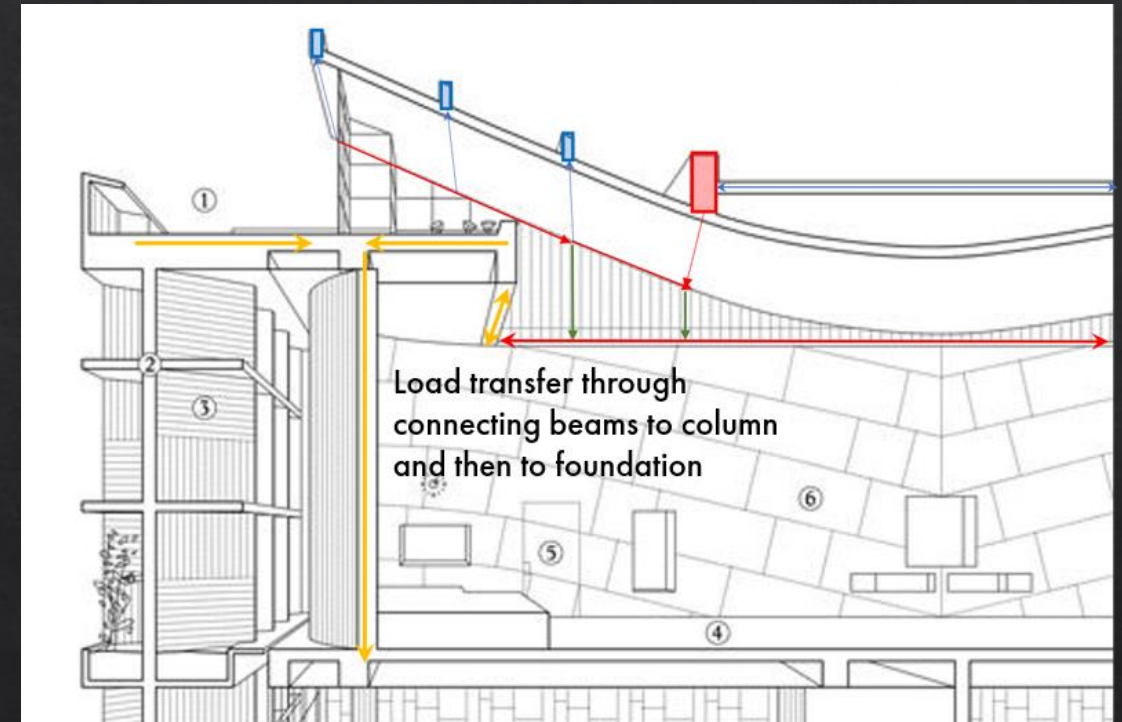 ①
Load transfer through
②
connecting beams to column
③
and then to foundation
⑥
⑤
④